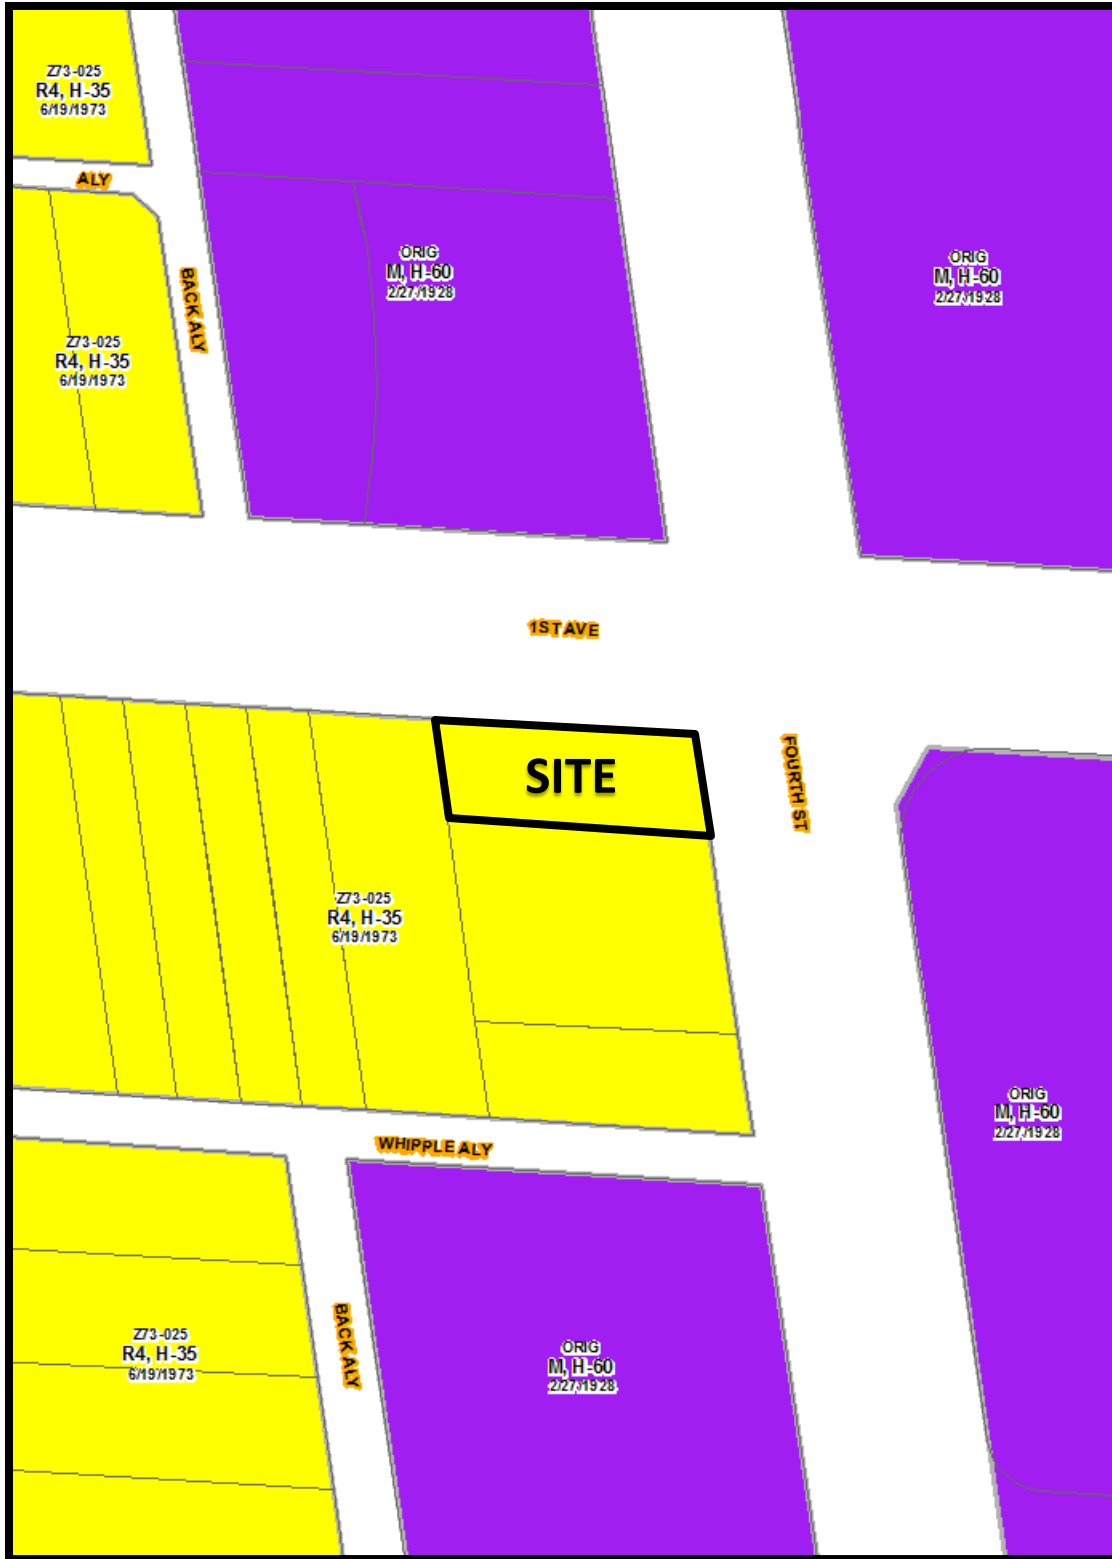 Z73-025
R4, H-35
6/19/1973
ALY
BACK ALY
ORIG
M, H-60
2/27/1928
ORIG
M, H-60
2/27/1928
Z73-025
R4, H-35
6/19/1973
1ST AVE
SITE
FOURTH ST
Z73-025
R4, H-35
6/19/1973
ORIG
M, H-60
2/27/1928
WHIPPLE ALY
BACK ALY
Z73-025
R4, H-35
6/19/1973
ORIG
M, H-60
2/27/1928